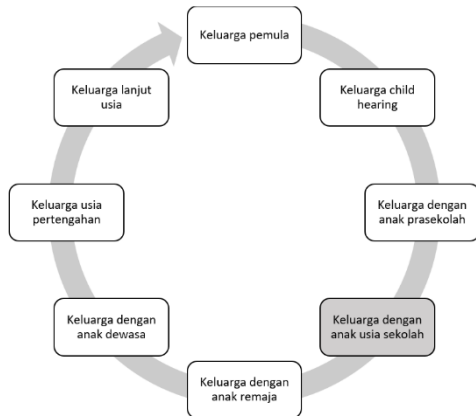 Keluarga pemula
Keluarga child
hearing
Keluarga dengan
anak prasekolah
Keluarga dengan
anak usia sekolah
Keluarga dengan
anak remaja
Keluarga dengan
anak dewasa
Keluarga usia
pertengahan
Keluarga lanjut
usia